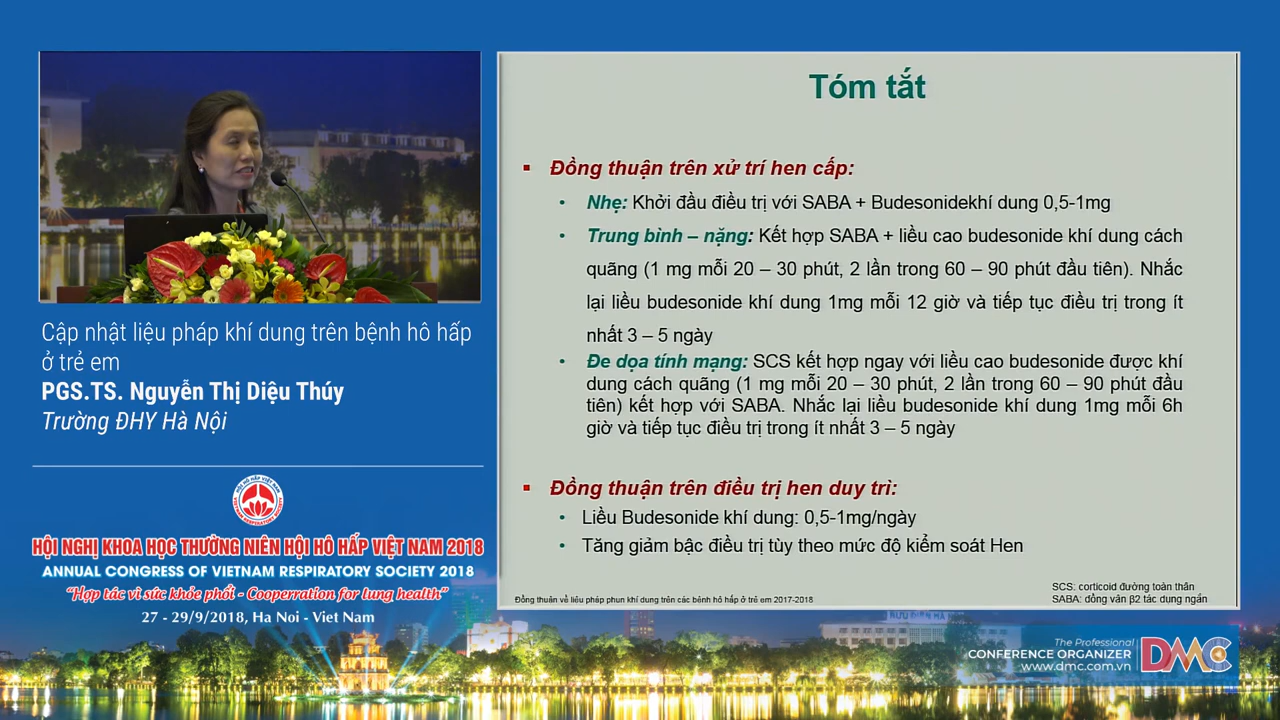 Cập nhật liệu pháp khí dung trên bệnh hô hấp
ở trẻ em
PGS.TS. Nguyễn Thị Diệu Thúy
Trường ĐHY Hà Nội
HỘI NGHỊ KHOA HỌC THƯỜNG NIÊN HỘI HÔ HẤP VIỆT NAM 2018
ANNUAL CONGRESS OF VIETNAM RESPIRATORY SOCIETY 2018
"Hợp tác vì sức khỏe phổi - Cooperration for lung health"
27 - 29/9/2018, Ha Noi - Viet Nam
Tóm tắt
▪ Đồng thuận trên xử trí hen cấp:
• Nhẹ: Khởi đầu điều trị với SABA + Budesonidekhí dung 0,5-1mg
• Trung bình – nặng: Kết hợp SABA + liều cao budesonide khí dung cách
quãng (1 mg mỗi 20 – 30 phút, 2 lần trong 60 – 90 phút đầu tiên). Nhắc
lại liều budesonide khí dung 1mg mỗi 12 giờ và tiếp tục điều trị trong ít
nhất 3 – 5 ngày
• Đe dọa tính mạng: SCS kết hợp ngay với liều cao budesonide được khí
dung cách quãng (1 mg mỗi 20 – 30 phút, 2 lần trong 60 – 90 phút đầu
tiên) kết hợp với SABA. Nhắc lại liều budesonide khí dung 1mg mỗi 6h
giờ và tiếp tục điều trị trong ít nhất 3 – 5 ngày
▪ Đồng thuận trên điều trị hen duy trì:
• Liều Budesonide khí dung: 0,5-1mg/ngày
• Tăng giảm bậc điều trị tùy theo mức độ kiểm soát Hen
SCS: corticoid đường toàn thân
SABA: dồng vân β2 tác dụng ngắn
Đồng thuận về liệu pháp phun khí dung trên các bệnh hô hấp ở trẻ em 2017-2018
The Professional
CONFERENCE ORGANIZER
www.dmc.com.vn
DMC